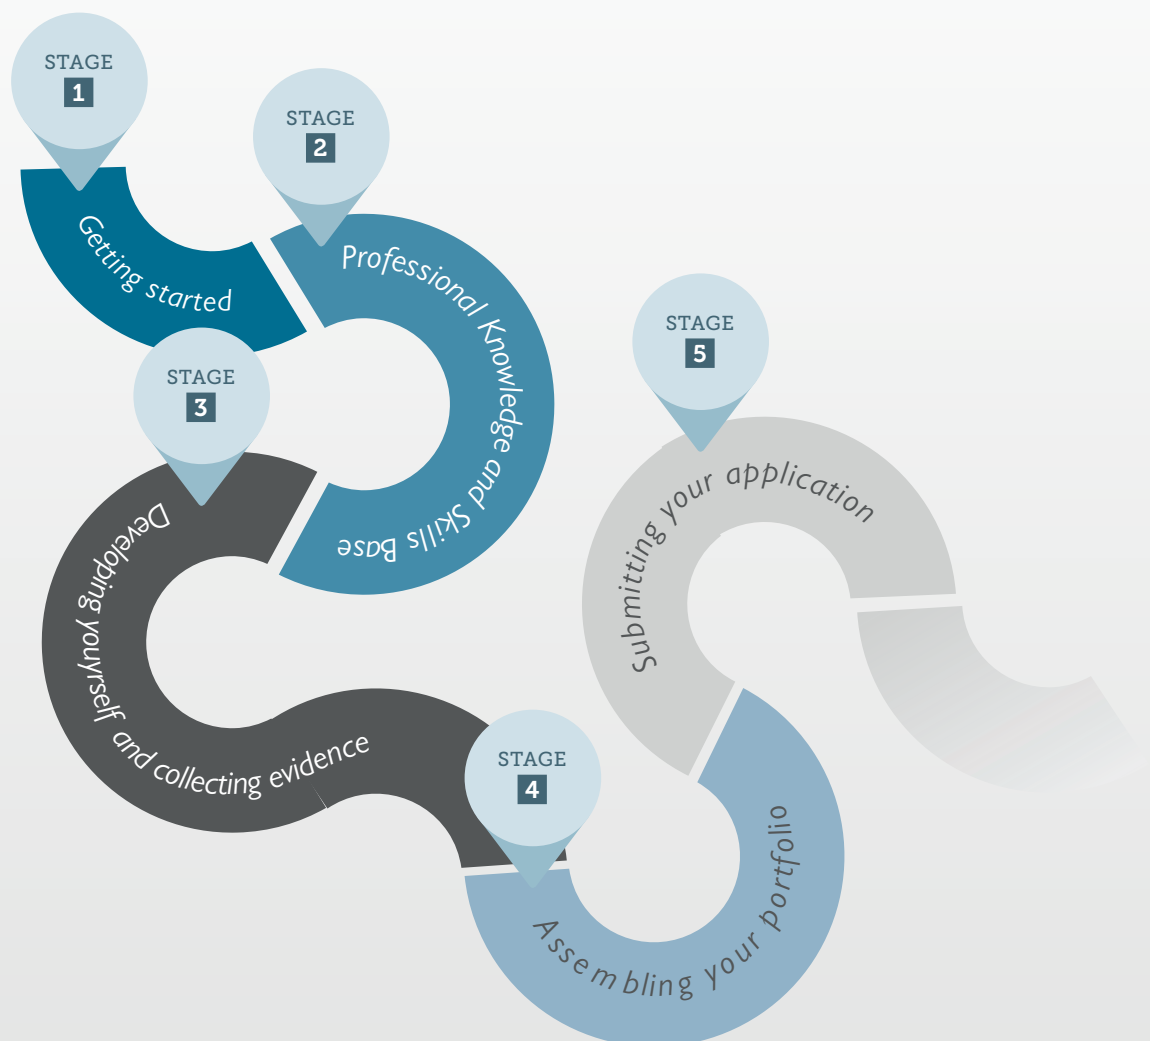 STAGE
1
Getting started
STAGE
2
Professional Knowledge and Skills Base
STAGE
3
Developing youyrself and collecting evidence
STAGE
4
Assembling your portfolio
STAGE
5
Submitting your application